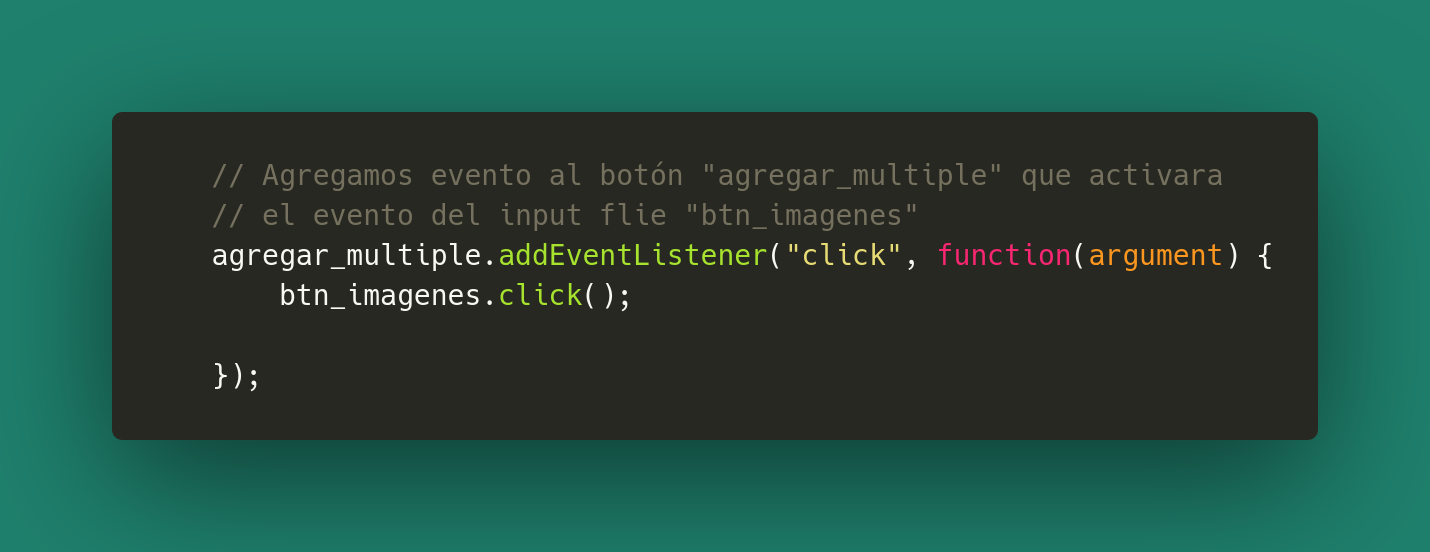 // Agregamos evento al botón "agregar_multiple" que activara
// el evento del input flie "btn_imagenes"
agregar_multiple.addEventListener("click", function(argument) {
    btn_imagenes.click();

});